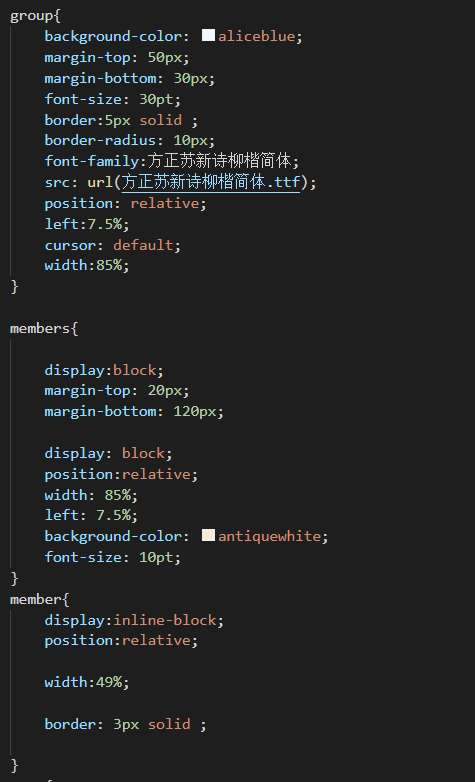 group{
background-color: aliceblue;
margin-top: 50px;
margin-bottom: 30px;
font-size: 30pt;
border:5px solid ;
border-radius: 10px;
font-family:方正苏新诗柳楷简体;
src: url(方正苏新诗柳楷简体.ttf);
position: relative;
left:7.5%;
cursor: default;
width:85%;
}
members{
display:block;
margin-top: 20px;
margin-bottom: 120px;
display: block;
position:relative;
width: 85%;
left: 7.5%;
background-color: antiquewhite;
font-size: 10pt;
}
member{
display:inline-block;
position:relative;
width:49%;
border: 3px solid ;
}